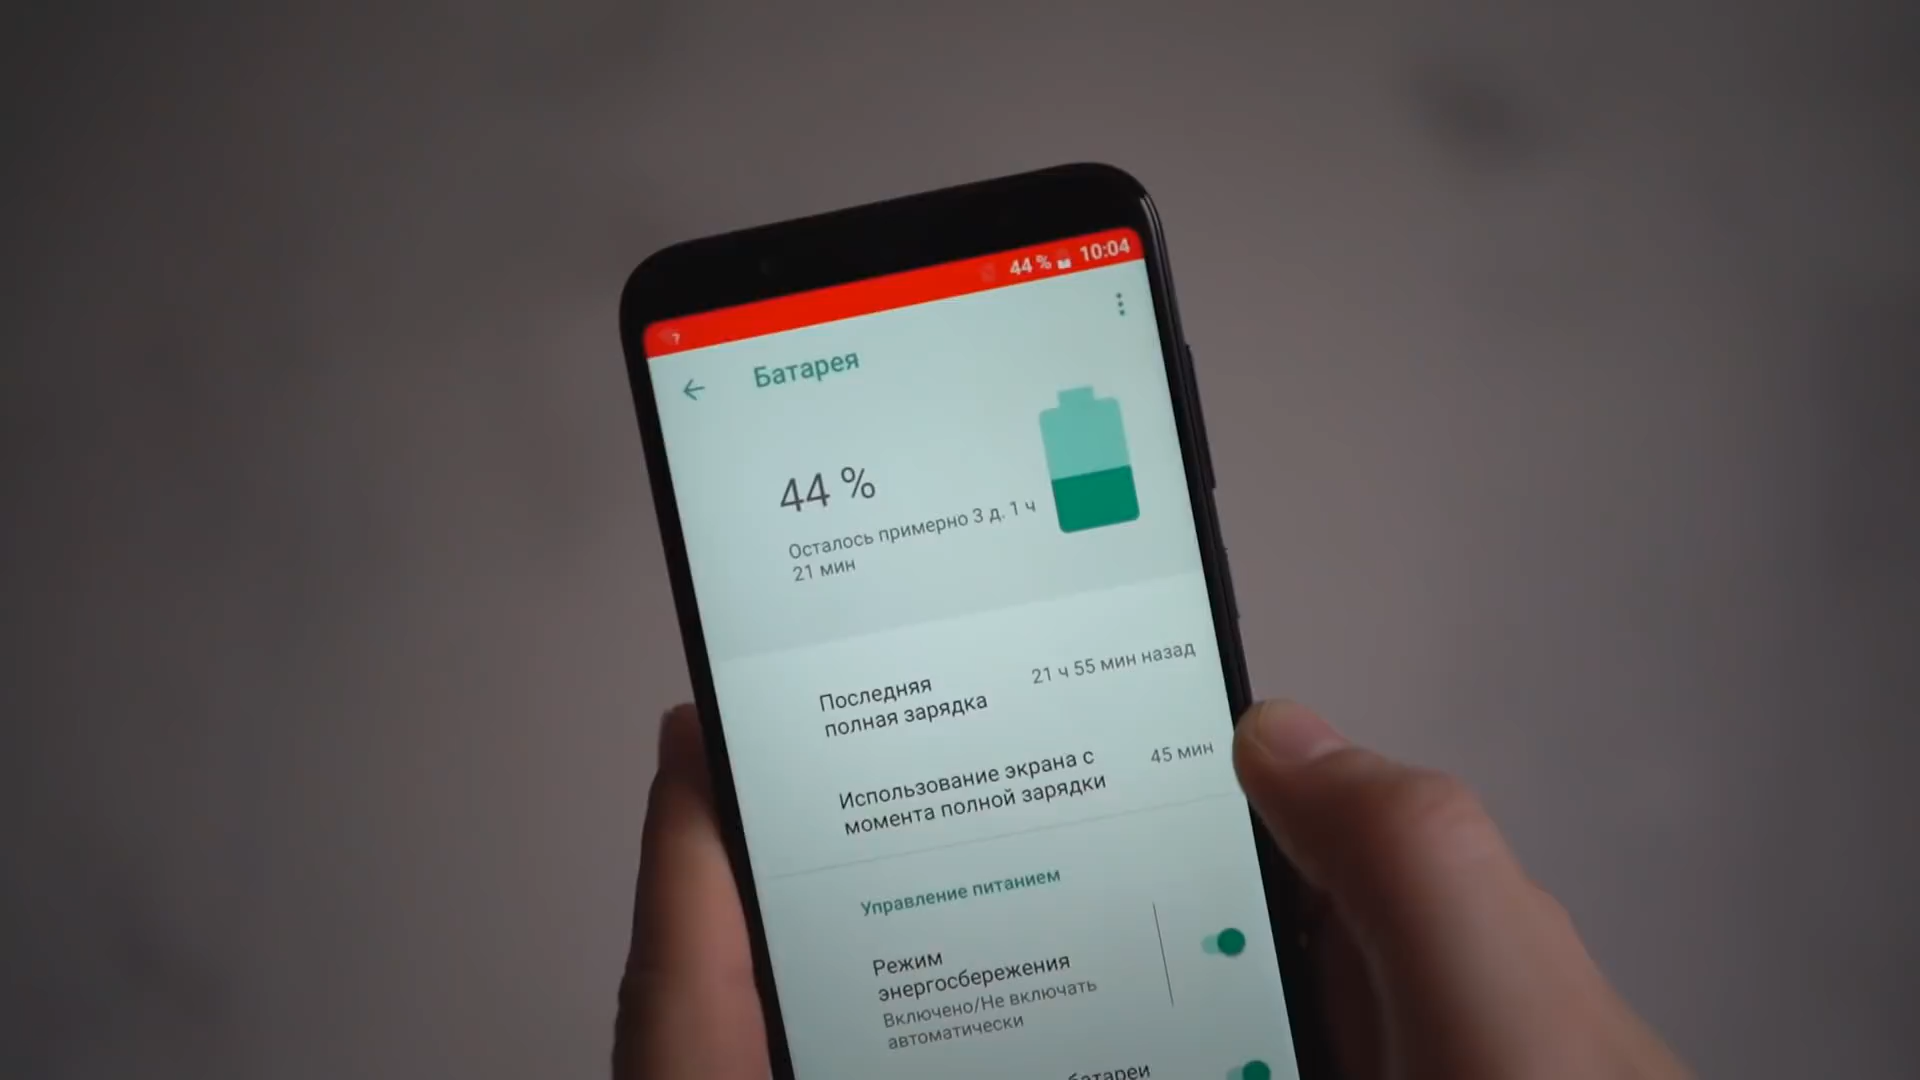 44 % 10:04
?
Батарея
44 %
Осталось примерно 3 д. 1 ч
21 мин
Последняя
полная зарядка
21 ч 55 мин назад
Использование экрана с
момента полной зарядки
45 мин
Управление питанием
Режим
энергосбережения
Включено/Не включать
автоматически
батареи